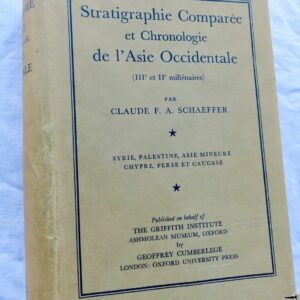 Stratigraphie Comparée
et Chronologie
de l'Asie Occidentale
(IIIe et IIe millénaires)
PAR
CLAUDE F. A. SCHAEFFER
★
SYRIE, PALESTINE, ASIE MINEURE
CHYPRE, PERSE ET CAUCASE
★
Published on behalf of
THE GRIFFITH INSTITUTE
ASHMOLEAN MUSEUM, OXFORD
by
GEOFFREY CUMBERLEGE
LONDON: OXFORD UNIVERSITY PRESS